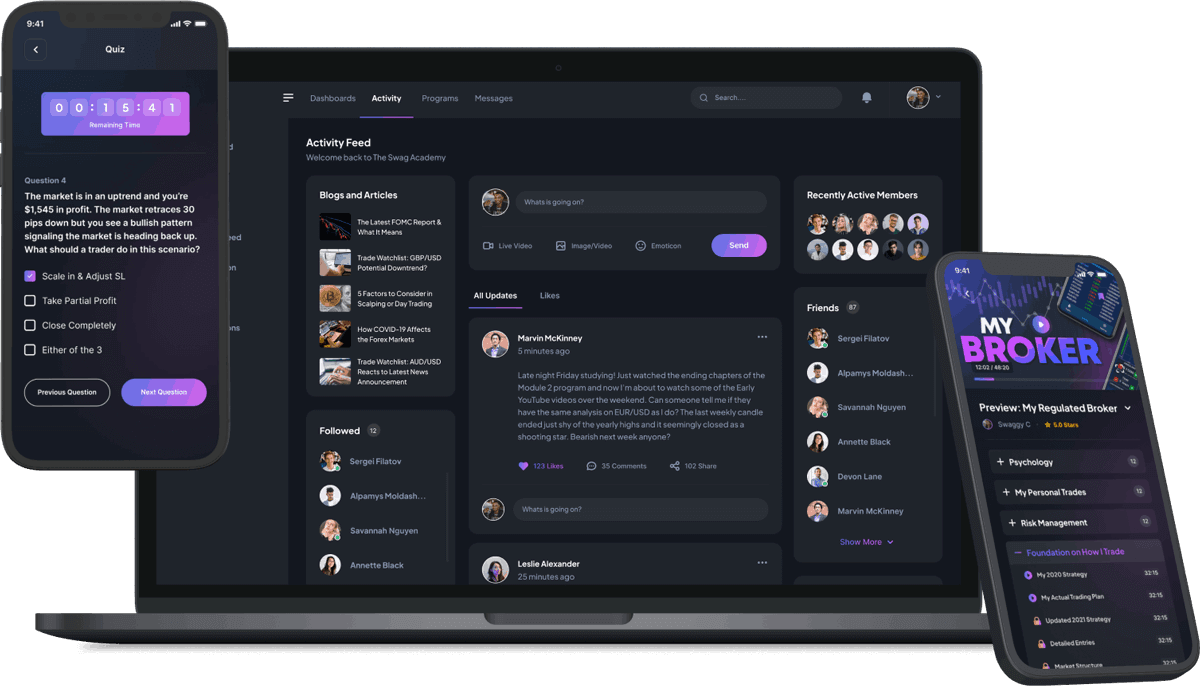 9:41
Quiz
0 0 : 1 5 : 4 1
Remaining Time
Question 4
The market is in an uptrend and you're
$1,545 in profit. The market retraces 30
pips down but you see a bullish pattern
signaling the market is heading back up.
What should a trader do in this scenario?
Scale in & Adjust SL
Take Partial Profit
Close Completely
Either of the 3
Previous Question
Next Question
Dashboards
Activity
Programs
Messages
Search....
Activity Feed
Welcome back to The Swag Academy
Blogs and Articles
The Latest FOMC Report &
What It Means
Trade Watchlist: GBP/USD
Potential Downtrend?
5 Factors to Consider in
Scalping or Day Trading
How COVID-19 Affects
the Forex Markets
Trade Watchlist: AUD/USD
Reacts to Latest News
Announcement
Followed 12
Sergei Filatov
Alpamys Moldash...
Savannah Nguyen
Annette Black
Whats is going on?
Live Video
Image/Video
Emoticon
Send
All Updates
Likes
Marvin McKinney
5 minutes ago
Late night Friday studying! Just watched the ending chapters of the
Module 2 program and now I'm about to watch some of the Early
YouTube videos over the weekend. Can someone tell me if they
have the same analysis on EUR/USD as I do? The last weekly candle
ended just shy of the yearly highs and it seemingly closed as a
shooting star. Bearish next week anyone?
123 Likes
35 Comments
102 Share
Whats is going on?
Leslie Alexander
25 minutes ago
Recently Active Members
Friends 87
Sergei Filatov
Alpamys Moldash...
Savannah Nguyen
Annette Black
Devon Lane
Marvin McKinney
Show More
9:41
MY
BROKER
12:02 / 48:20
Preview: My Regulated Broker
Swaggy C
5.0 Stars
Psychology 12
My Personal Trades 12
Risk Management 12
Foundation on How I Trade
My 2020 Strategy 32:15
My Actual Trading Plan 32:15
Updated 2021 Strategy 32:15
Detailed Entries 32:15
Market Structure 32:15